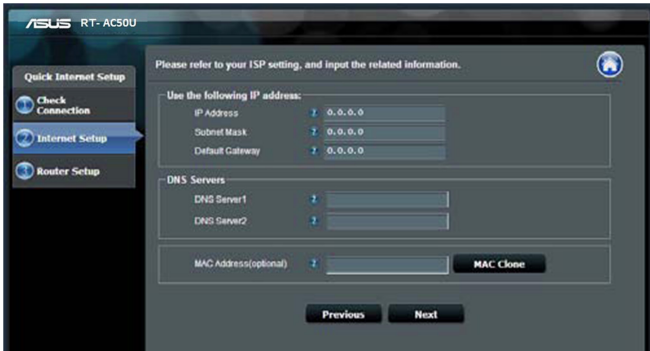 ASUS RT- AC50U
Quick Internet Setup
1 Check Connection
2 Internet Setup
3 Router Setup
Please refer to your ISP setting, and input the related information.
Use the following IP address:
IP Address ? 0.0.0.0
Subnet Mask ? 0.0.0.0
Default Gateway ? 0.0.0.0
DNS Servers
DNS Server1 ?
DNS Server2 ?
MAC Address(optional) ? MAC Clone
Previous Next